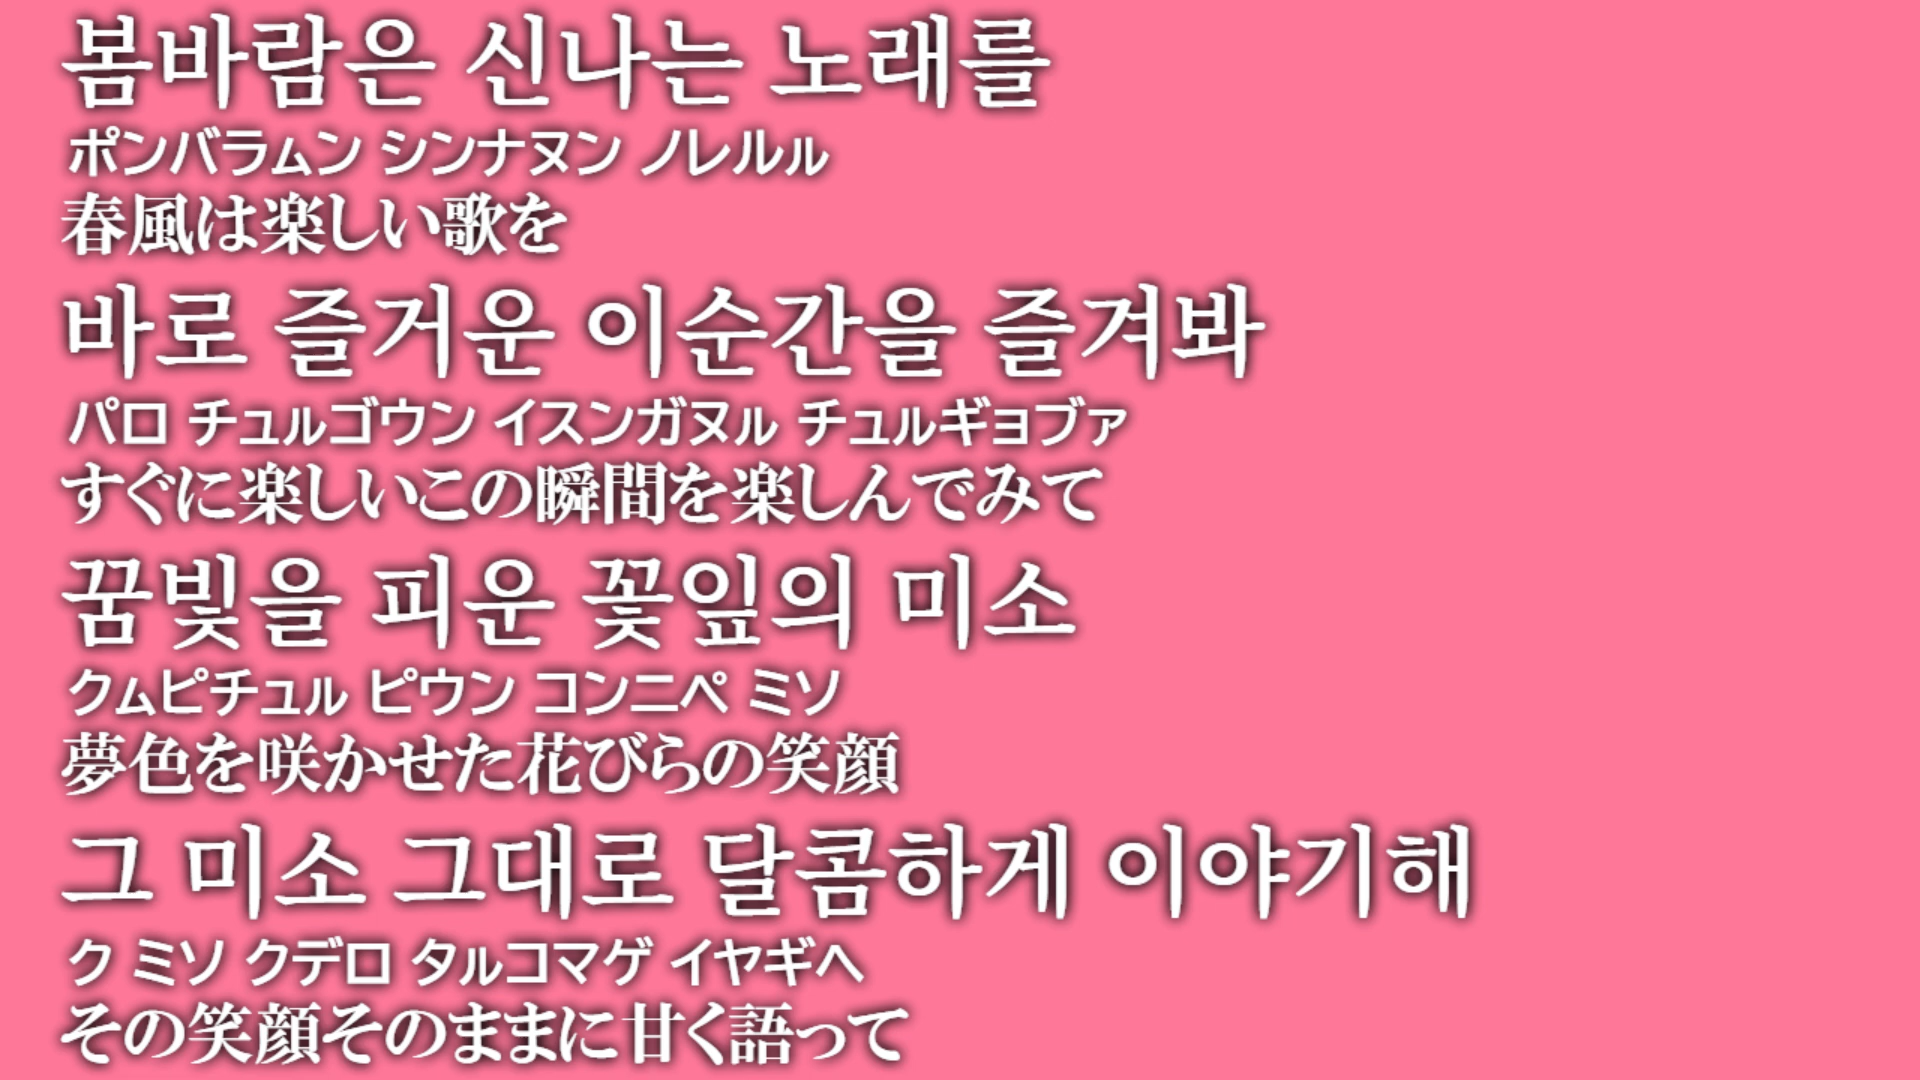 봄바람은 신나는 노래를
ポンバラㇺン シンナヌン ノレルㇽ
春風は楽しい歌を
바로 즐거운 이순간을 즐겨봐
パロ チュㇽゴウン イスンガヌㇽ チュㇽギョブァ
すぐに楽しいこの瞬間を楽しんでみて
꿈빛을 피운 꽃잎의 미소
クㇺピチュㇽ ピウン コンニペ ミソ
夢色を咲かせた花びらの笑顔
그 미소 그대로 달콤하게 이야기해
ク ミソ クデロ タㇽコマゲ イヤギヘ
その笑顔そのままに甘く語って